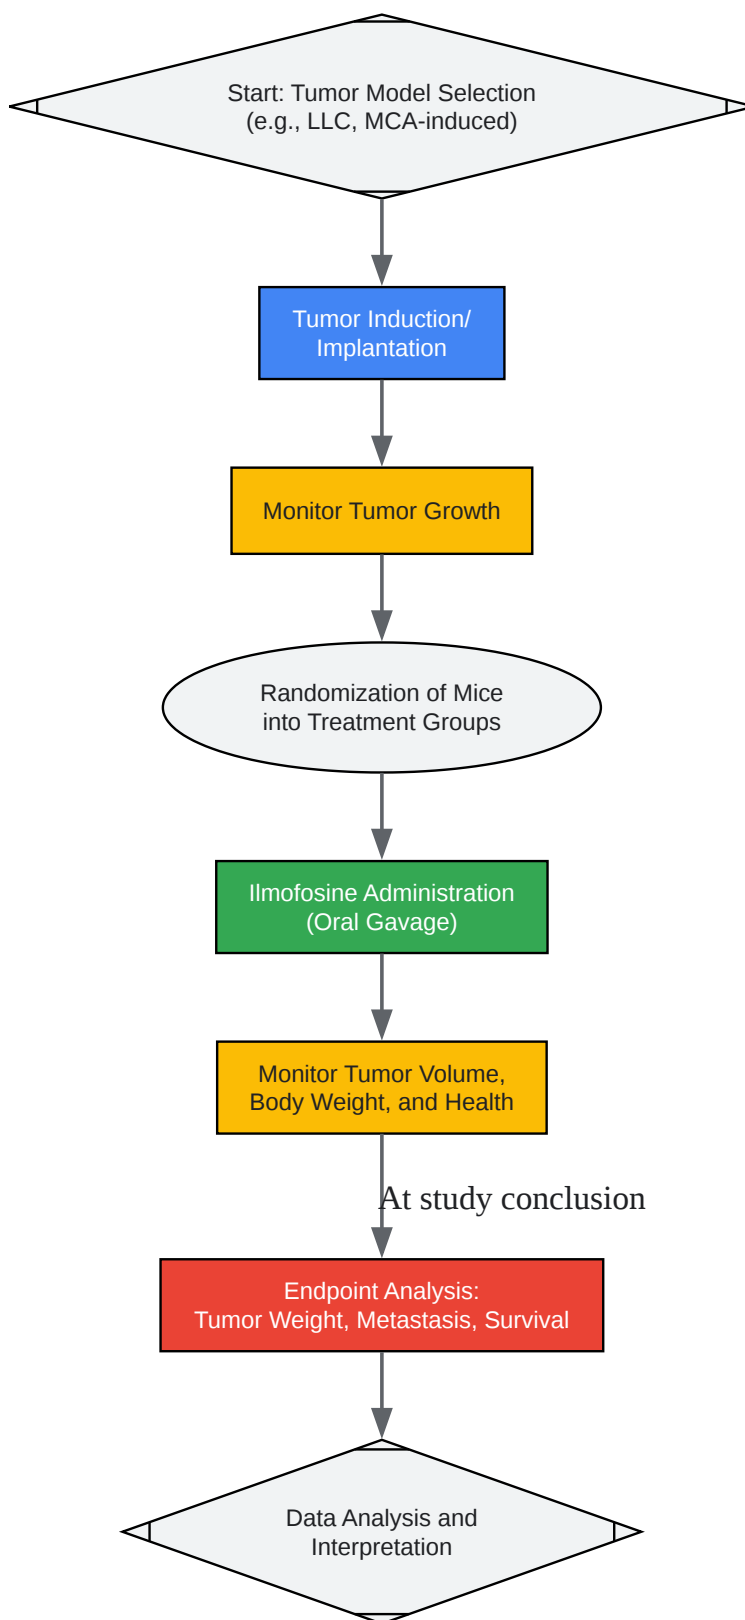 Start: Tumor Model Selection
(e.g., LLC, MCA-induced)
Tumor Induction/
Implantation
Monitor Tumor Growth
Randomization of Mice
into Treatment Groups
Ilmofosine Administration
(Oral Gavage)
Monitor Tumor Volume,
Body Weight, and Health
At study conclusion
Endpoint Analysis:
Tumor Weight, Metastasis, Survival
Data Analysis and
Interpretation